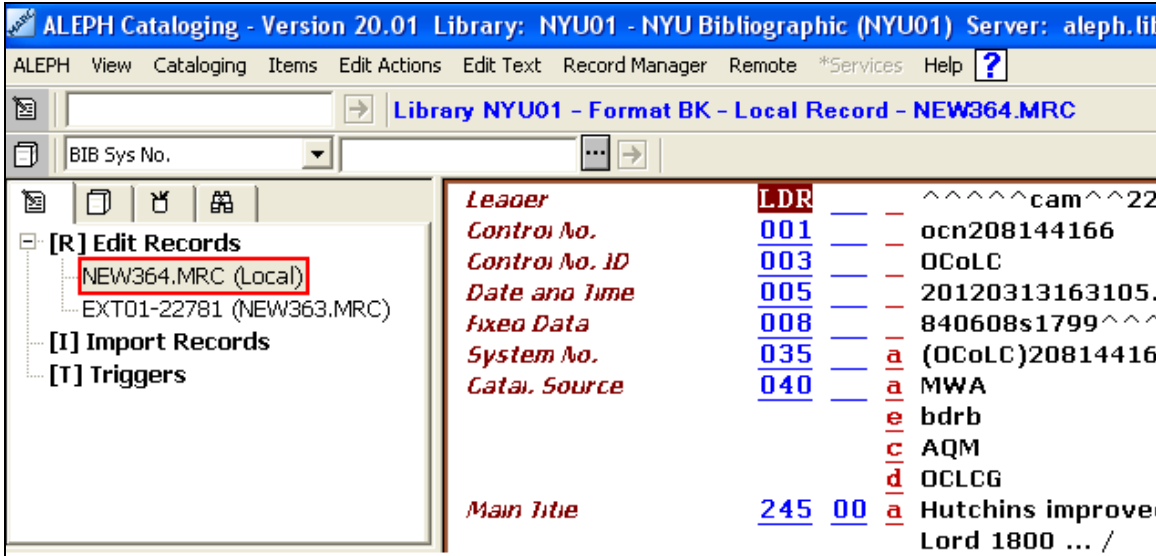 ALEPH Cataloging - Version 20.01 Library: NYU01 - NYU Bibliographic (NYU01) Server: aleph.lib
ALEPH View Cataloging Items Edit Actions Edit Text Record Manager Remote *Services Help ?
Library NYU01 - Format BK - Local Record - NEW364.MRC
BIB Sys No. ...
[R] Edit Records
NEW364.MRC (Local)
EXT01-22781 (NEW363.MRC)
[I] Import Records
[T] Triggers
Leader LDR ^^^^^cam^^22
Control No. 001 ocn208144166
Control No. ID 003 OCoLC
Date and Time 005 20120313163105.
Fixed Data 008 840608s1799^^^
System No. 035 a (OCoLC)20814416
Catal. Source 040 a MWA
e bdrb
c AQM
d OCLCG
Main Title 245 00 a Hutchins improved
Lord 1800 ... /